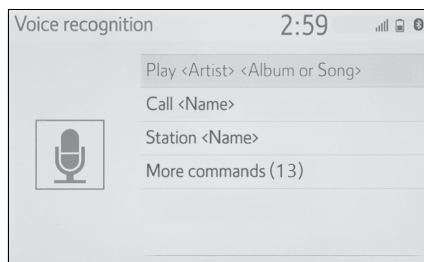 Voice recognition 2:59
Play <Artist> <Album or Song>
Call <Name>
Station <Name>
More commands (13)